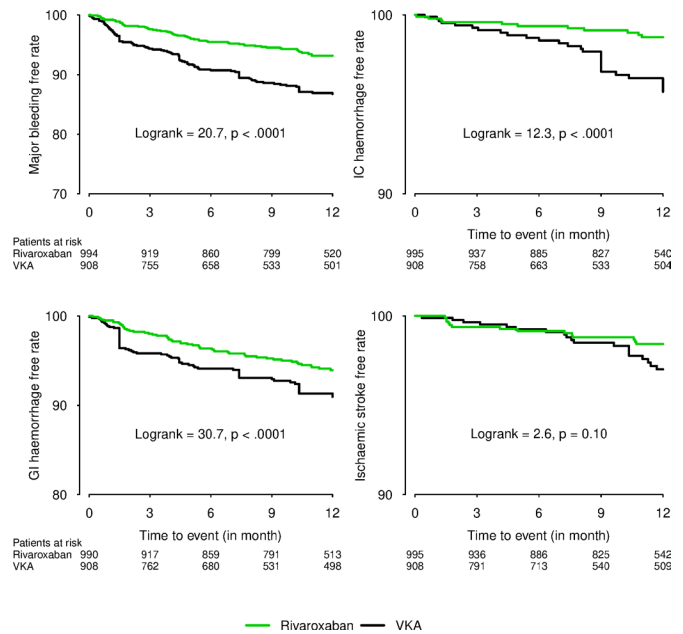 Major bleeding free rate
100
90
80
70
Logrank = 20.7, p < .0001
0 3 6 9 12
Patients at risk
Rivaroxaban 994 919 860 799 520
VKA 908 755 658 533 501
IC haemorrhage free rate
100
90
Logrank = 12.3, p < .0001
0 3 6 9 12
Time to event (in month)
995 937 885 827 540
908 758 663 533 504
GI haemorrhage free rate
100
90
80
Logrank = 30.7, p < .0001
0 3 6 9 12
Time to event (in month)
Patients at risk
Rivaroxaban 990 917 859 791 513
VKA 908 762 680 531 498
Ischaemic stroke free rate
100
90
Logrank = 2.6, p = 0.10
0 3 6 9 12
Time to event (in month)
995 936 886 825 542
908 791 713 540 509
Rivaroxaban VKA